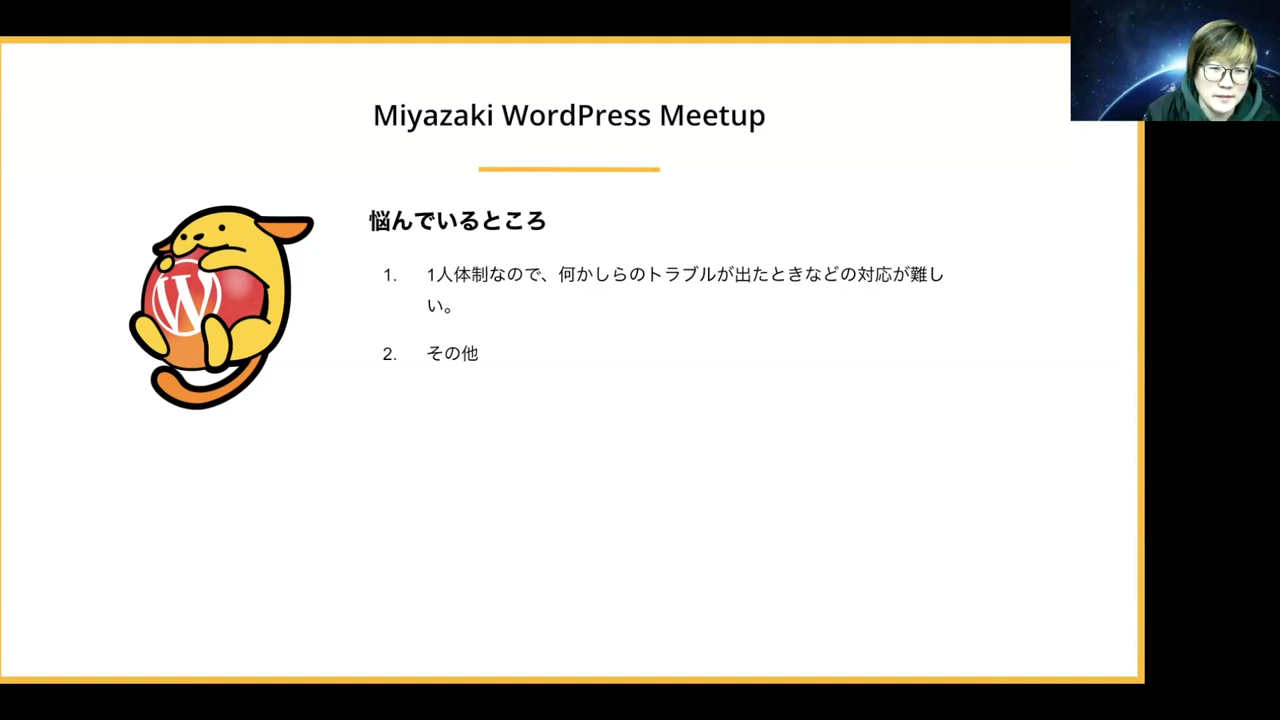 Miyazaki WordPress Meetup
悩んでいるところ
1. 1人体制なので、何かしらのトラブルが出たときなどの対応が難し
い。
2. その他